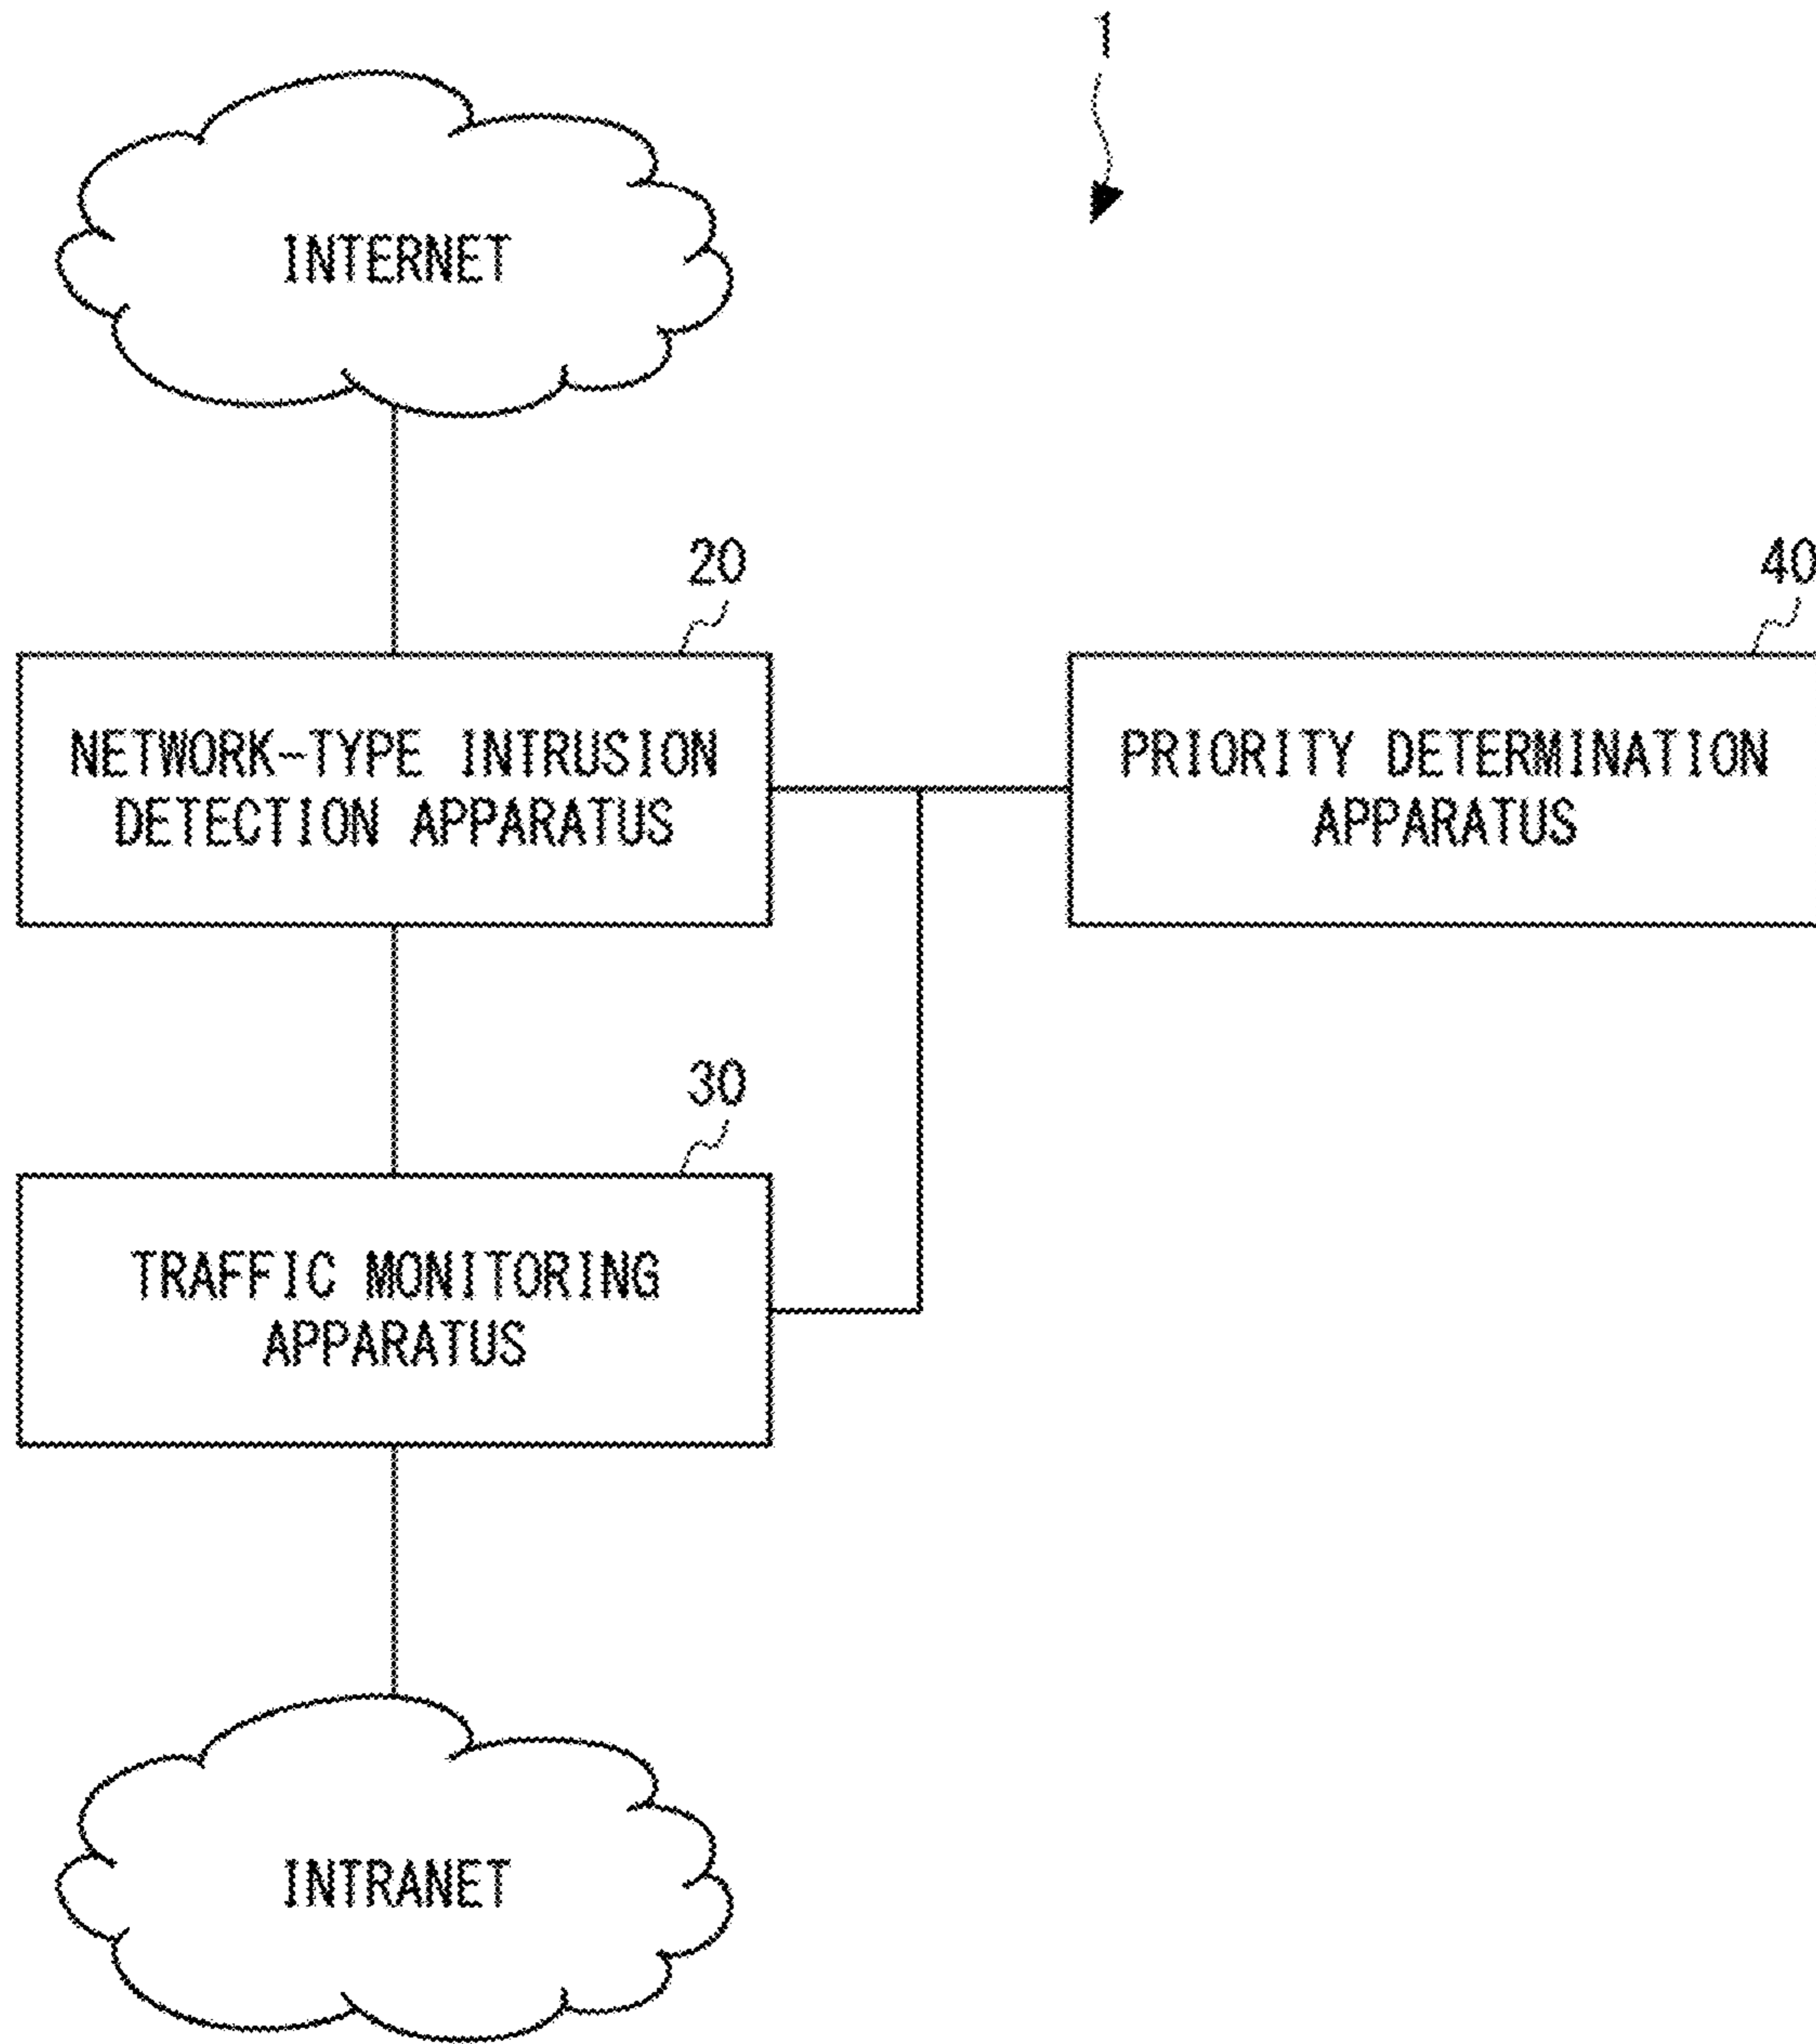 1
INTERNET
20
40
NETWORK-TYPE INTRUSION
DETECTION APPARATUS
PRIORITY DETERMINATION
APPARATUS
30
TRAFFIC MONITORING
APPARATUS
INTRANET